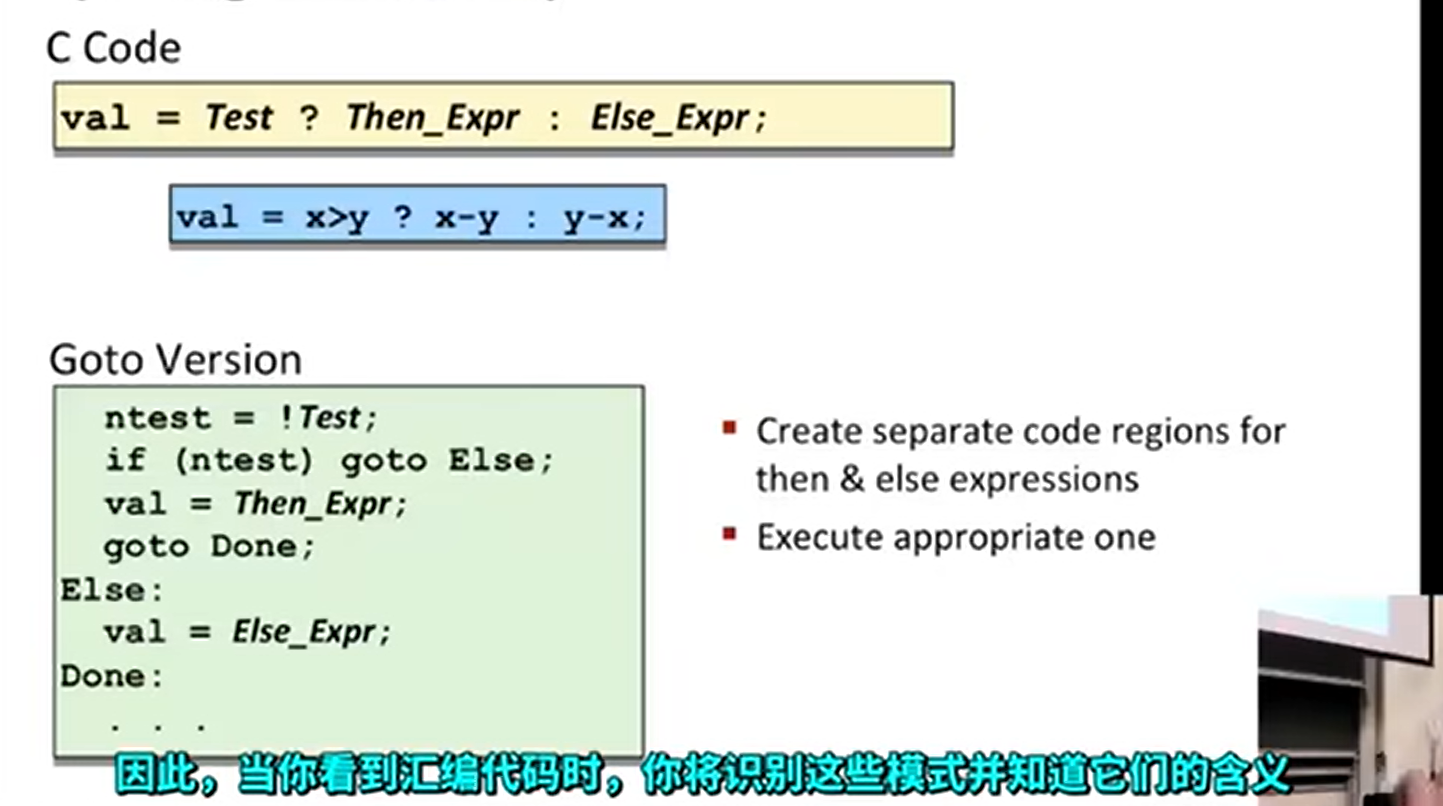 C Code
val = Test ? Then_Expr : Else_Expr;
val = x>y ? x-y : y-x;
Goto Version
ntest = !Test;
if (ntest) goto Else;
val = Then_Expr;
goto Done;
Else:
val = Else_Expr;
Done:
. . .
Create separate code regions for
then & else expressions
Execute appropriate one
因此，当你看到汇编代码时，你将识别这些模式并知道它们的含义